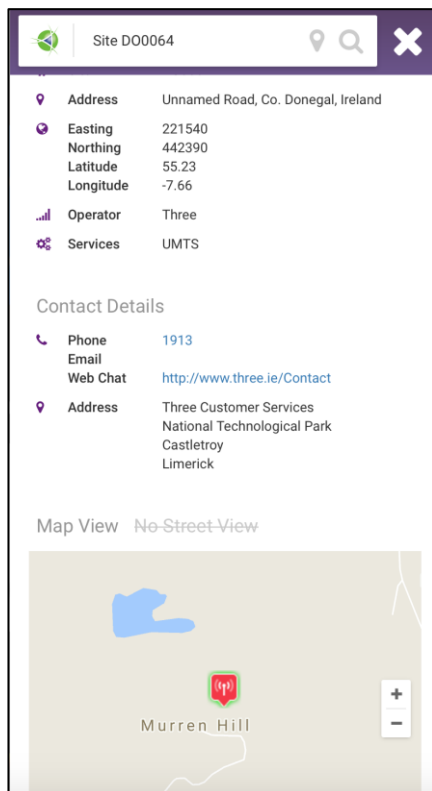 Site DO0064
Address Unnamed Road, Co. Donegal, Ireland
Easting 221540
Northing 442390
Latitude 55.23
Longitude -7.66
Operator Three
Services UMTS
Contact Details
Phone 1913
Email
Web Chat http://www.three.ie/Contact
Address Three Customer Services
National Technological Park
Castletroy
Limerick
Map View No Street View
Murren Hill